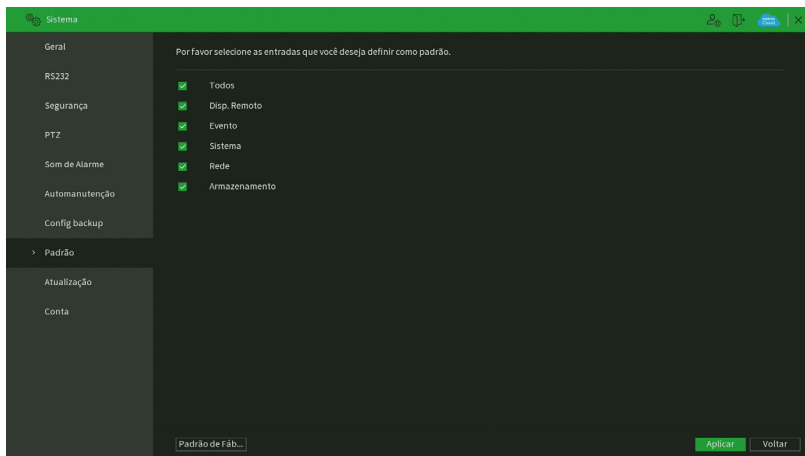 Sistema
Geral
RS232
Segurança
PTZ
Som de Alarme
Automanutenção
Config backup
Padrão
Atualização
Conta
Por favor selecione as entradas que você deseja definir como padrão.
Todos
Disp. Remoto
Evento
Sistema
Rede
Armazenamento
Padrão de Fáb...
Aplicar
Voltar